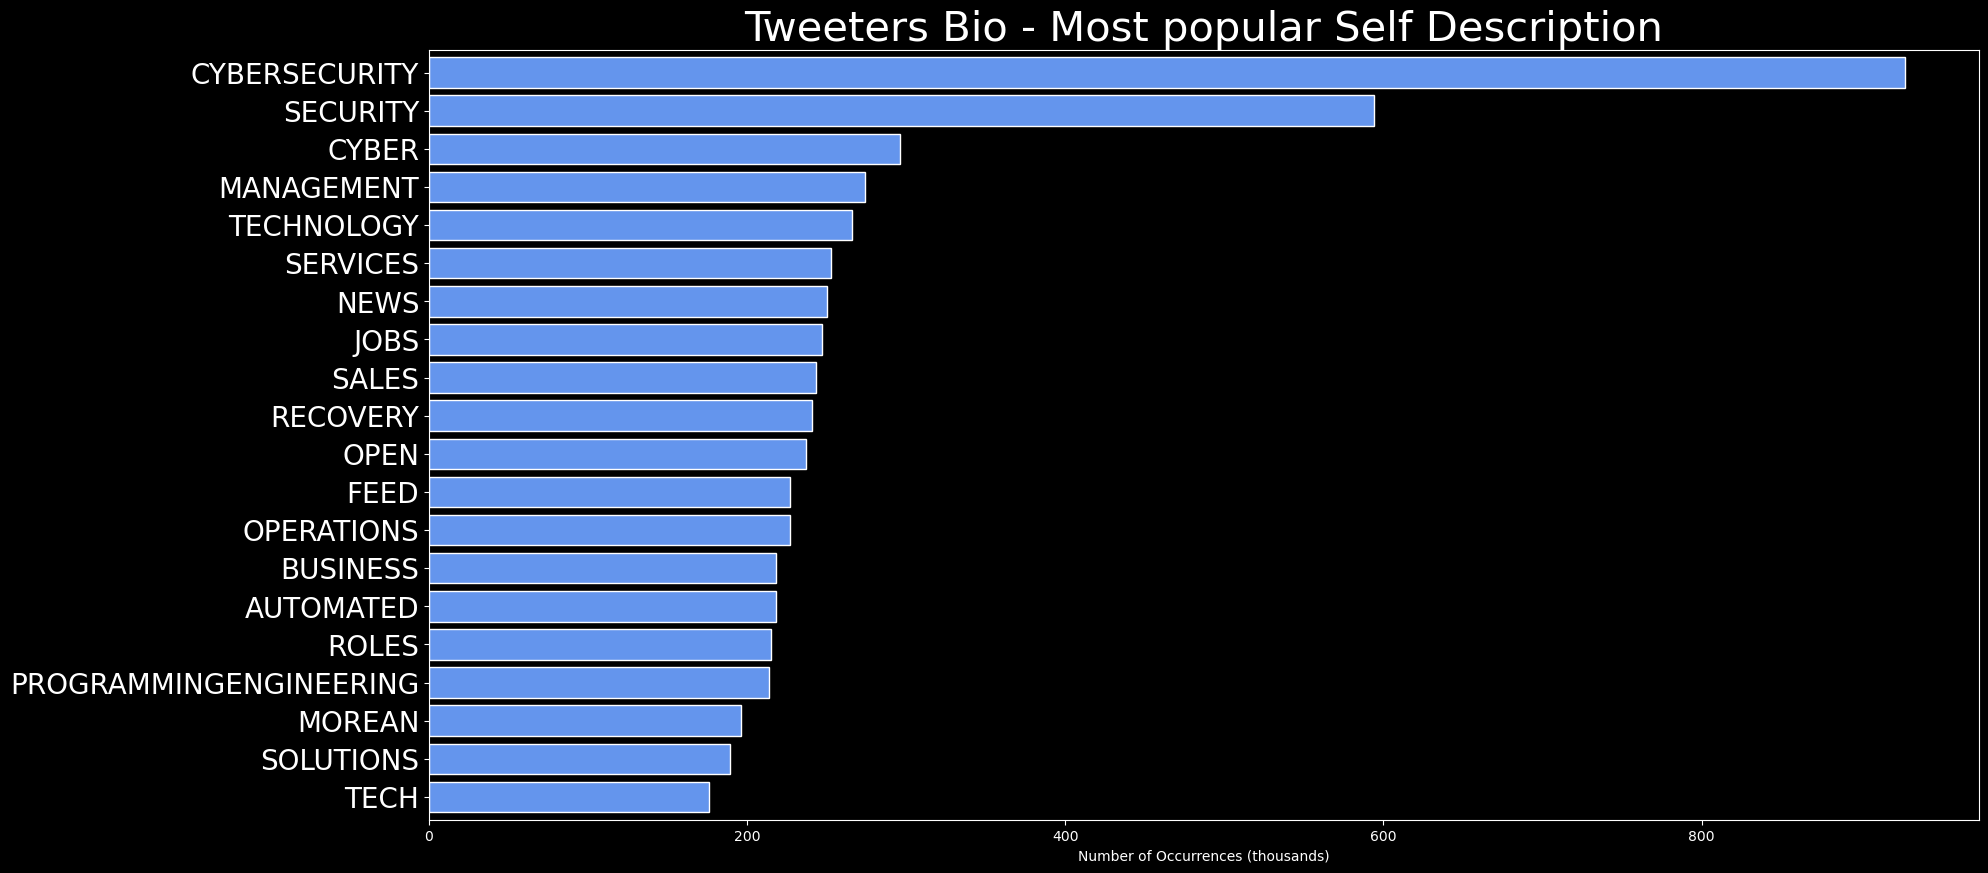 Tweeters Bio - Most popular Self Description
CYBERSECURITY
SECURITY
CYBER
MANAGEMENT
TECHNOLOGY
SERVICES
NEWS
JOBS
SALES
RECOVERY
OPEN
FEED
OPERATIONS
BUSINESS
AUTOMATED
ROLES
PROGRAMMINGENGINEERING
MOREAN
SOLUTIONS
TECH
0 200 400 600 800
Number of Occurrences (thousands)